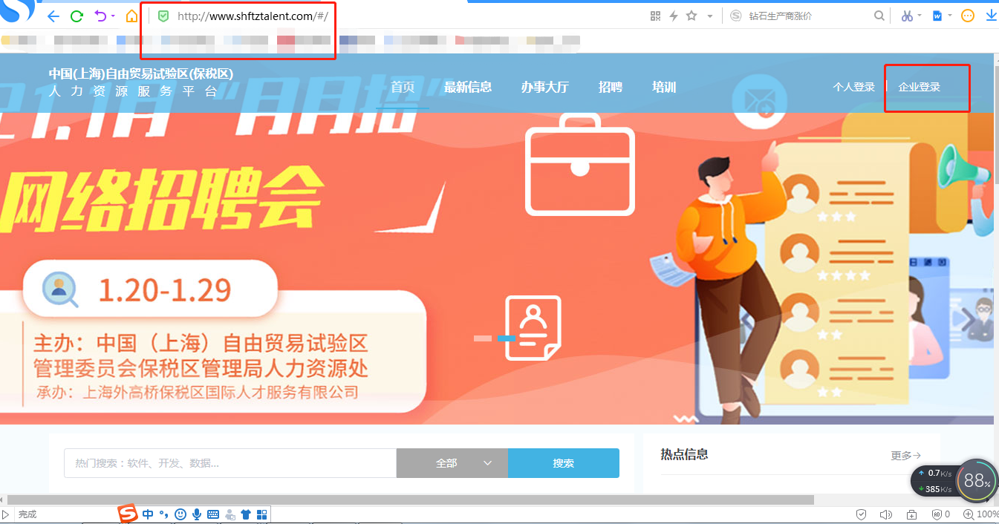 http://www.shftztalent.com/#/
钻石生产商涨价
中国(上海)自由贸易试验区(保税区)
人力资源服务平台
首页 最新信息 办事大厅 招聘 培训
个人登录 企业登录
21.1月“月月招”
网络招聘会
1.20-1.29
主办：中国（上海）自由贸易试验区
管理委员会保税区管理局人力资源处
承办：上海外高桥保税区国际人才服务有限公司
热门搜索：软件、开发、数据...
全部
搜索
热点信息
更多→
0.7K/s
385K/s
88%
完成
中
0
100%